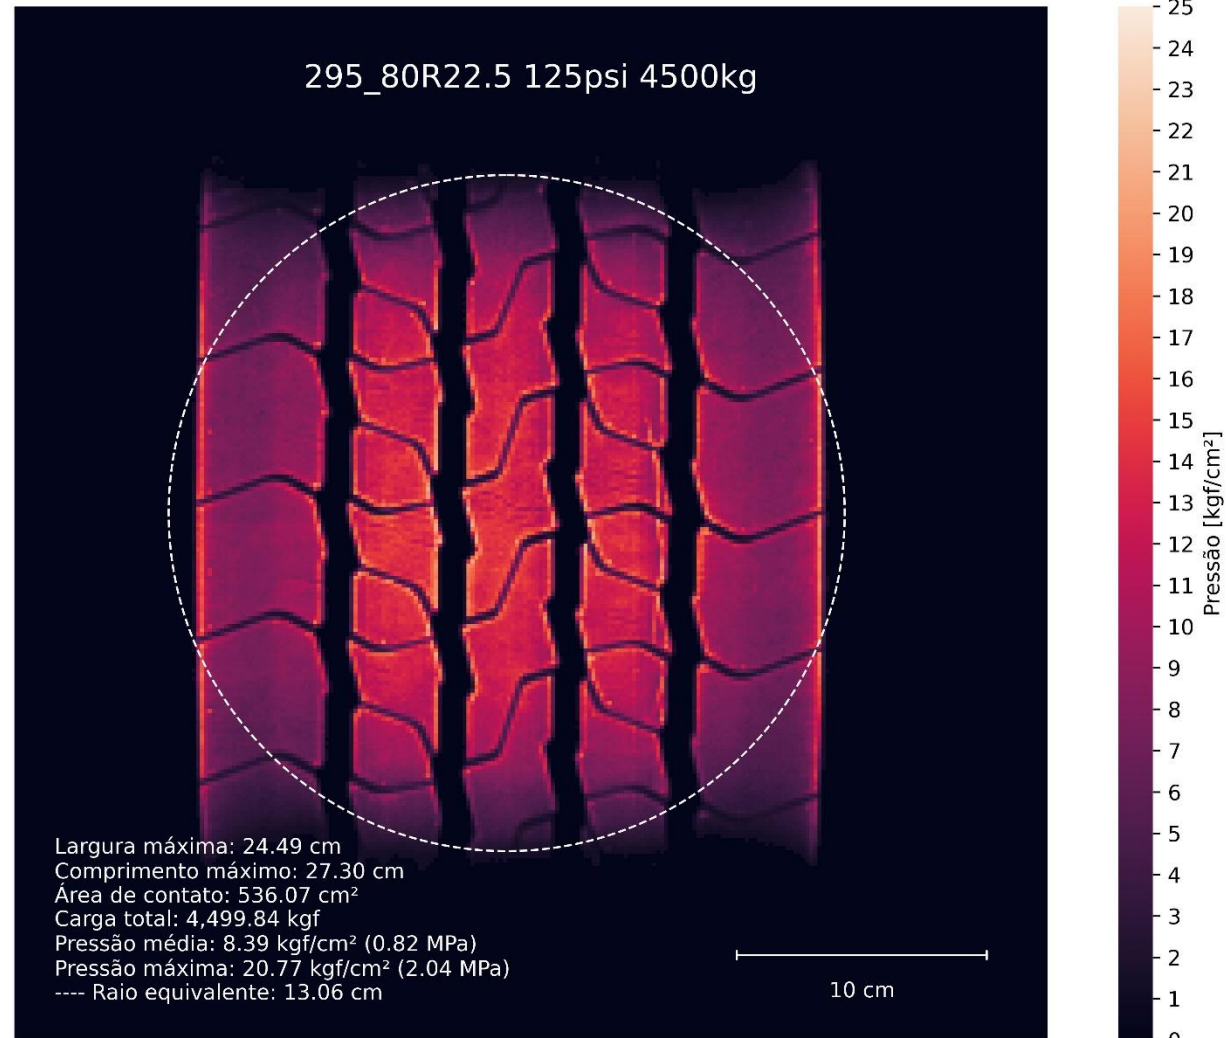 295_80R22.5 125psi 4500kg
Largura máxima: 24.49 cm
Comprimento máximo: 27.30 cm
Área de contato: 536.07 cm²
Carga total: 4,499.84 kgf
Pressão média: 8.39 kgf/cm² (0.82 MPa)
Pressão máxima: 20.77 kgf/cm² (2.04 MPa)
---- Raio equivalente: 13.06 cm
10 cm
25
24
23
22
21
20
19
18
17
16
15
14
13
12
11
10
9
8
7
6
5
4
3
2
1
0
Pressão [kgf/cm²]